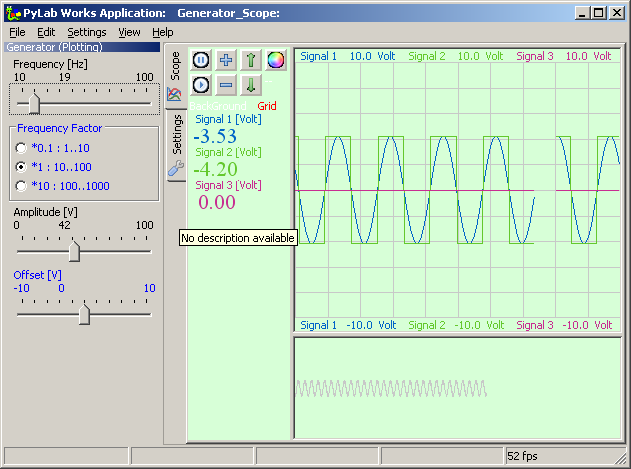 PyLab Works Application:   Generator_Scope:
File Edit Settings View Help
Generator (Plotting)
Frequency [Hz]
10 19 100
Frequency Factor
*0.1 : 1..10
*1 : 10..100
*10 : 100..1000
Amplitude [V]
0 42 100
Offset [V]
-10 0 10
Scope
Settings
BackGround Grid
Signal 1 [Volt]
-3.53
Signal 2 [Volt]
-4.20
Signal 3 [Volt]
0.00
No description available
Signal 1 10.0 Volt Signal 2 10.0 Volt Signal 3 10.0 Volt
Signal 1 -10.0 Volt Signal 2 -10.0 Volt Signal 3 -10.0 Volt
52 fps